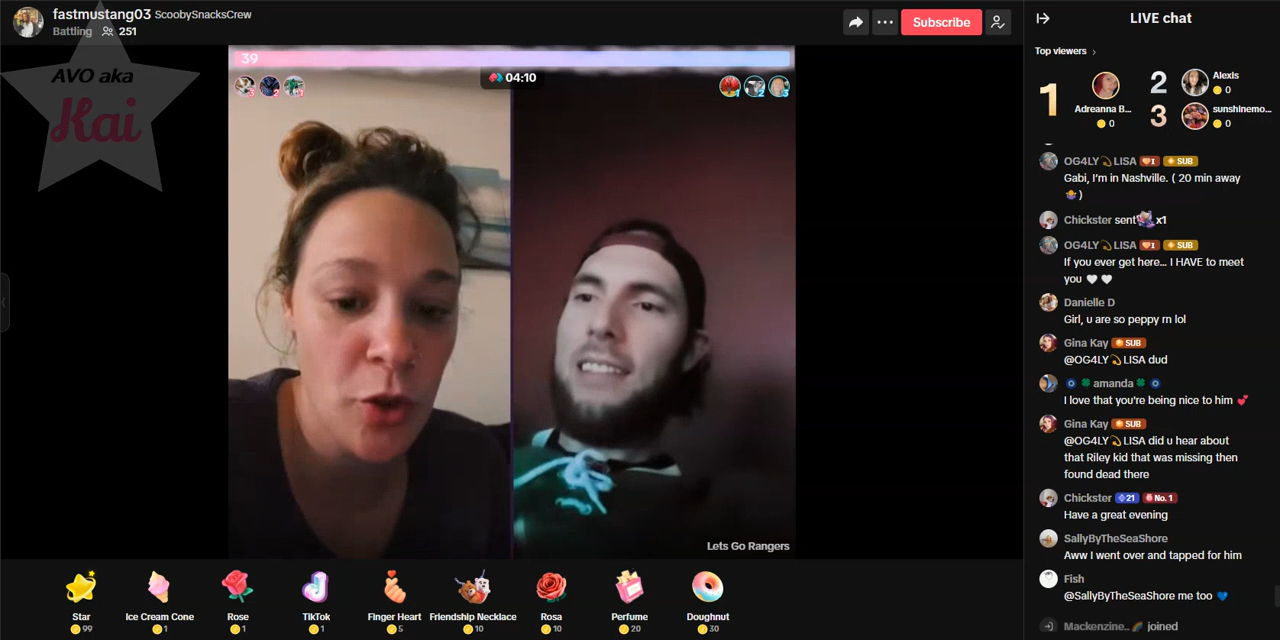 fastmustang03 ScoobySnacksCrew
Battling 251
Subscribe
AVO aka
Kai
39
04:10
3
2
1
1
2
3
Lets Go Rangers
Star
99
Ice Cream Cone
1
Rose
1
TikTok
1
Finger Heart
5
Friendship Necklace
10
Rosa
10
Perfume
20
Doughnut
30
LIVE chat
Top viewers
1
Adreanna B...
0
2
Alexis
0
3
sunshinemo...
0
OG4LY💫LISA I SUB
Gabi, I'm in Nashville. ( 20 min away
🤷)
Chickster sent x1
OG4LY💫LISA I SUB
If you ever get here... I HAVE to meet
you 🤍 🤍
Danielle D
Girl, u are so peppy rn lol
Gina Kay SUB
@OG4LY💫LISA dud
🧿 🍀 amanda 🍀 🧿
I love that you're being nice to him 💕
Gina Kay SUB
@OG4LY💫LISA did u hear about
that Riley kid that was missing then
found dead there
Chickster 21 No. 1
Have a great evening
SallyByTheSeaShore
Aww I went over and tapped for him
Fish
@SallyByTheSeaShore me too 💙
Mackenzine.. 🌈 joined